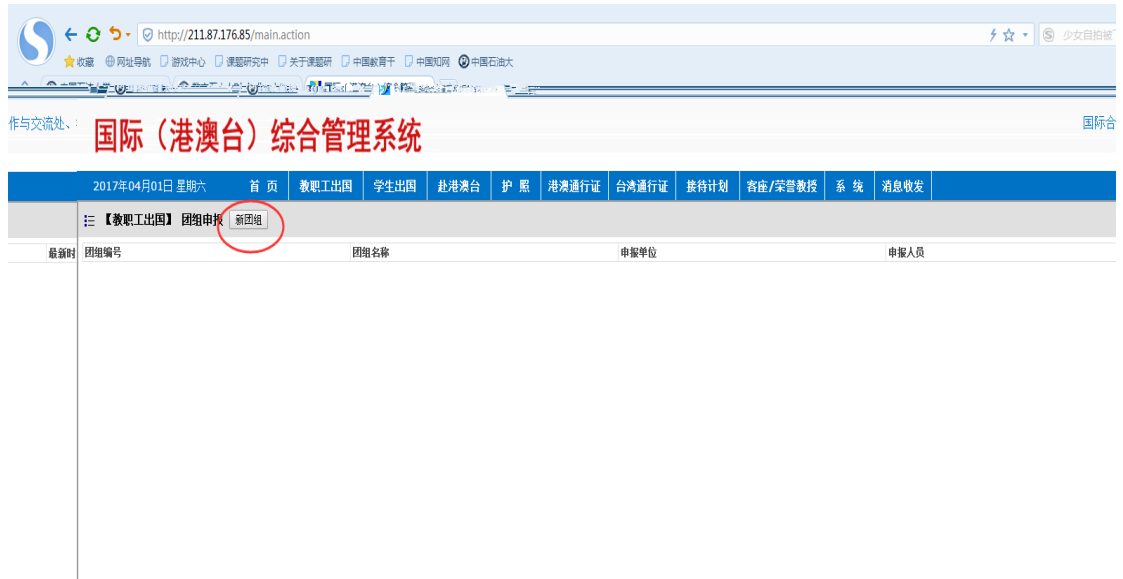 http://211.87.176.85/main.action
少女自拍被
收藏 网址导航 游戏中心 课题研究中 关于课题研 中国教育干 中国知网 中国石油大
作与交流处、
国际合
国际（港澳台）综合管理系统
2017年04月01日 星期六 首 页 教职工出国 学生出国 赴港澳台 护 照 港澳通行证 台湾通行证 接待计划 客座/荣誉教授 系 统 消息收发
【教职工出国】 团组申报 新团组
最新时 团组编号 团组名称 申报单位 申报人员